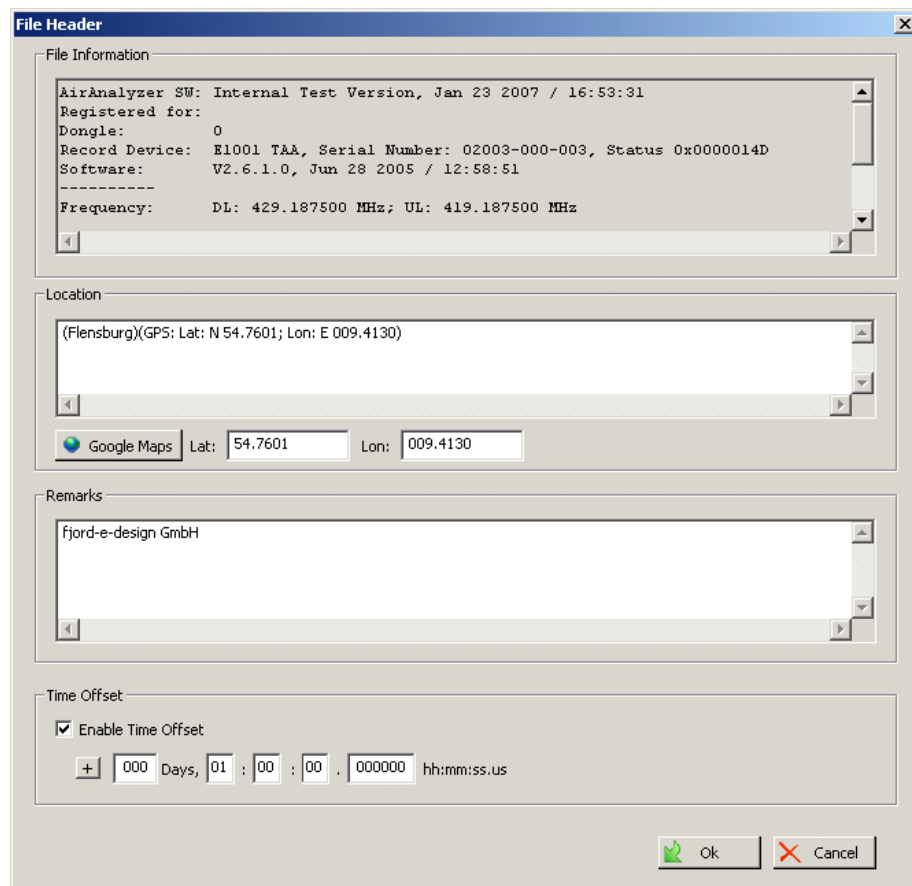 File Header
File Information
AirAnalyzer SW: Internal Test Version, Jan 23 2007 / 16:53:31
Registered for:
Dongle: 0
Record Device: E1001 TAA, Serial Number: 02003-000-003, Status 0x0000014D
Software: V2.6.1.0, Jun 28 2005 / 12:58:51
----------
Frequency: DL: 429.187500 MHz; UL: 419.187500 MHz
Location
(Flensburg)(GPS: Lat: N 54.7601; Lon: E 009.4130)
Google Maps Lat: 54.7601 Lon: 009.4130
Remarks
fjord-e-design GmbH
Time Offset
Enable Time Offset
+ 000 Days, 01 : 00 : 00 . 000000 hh:mm:ss.us
Ok Cancel